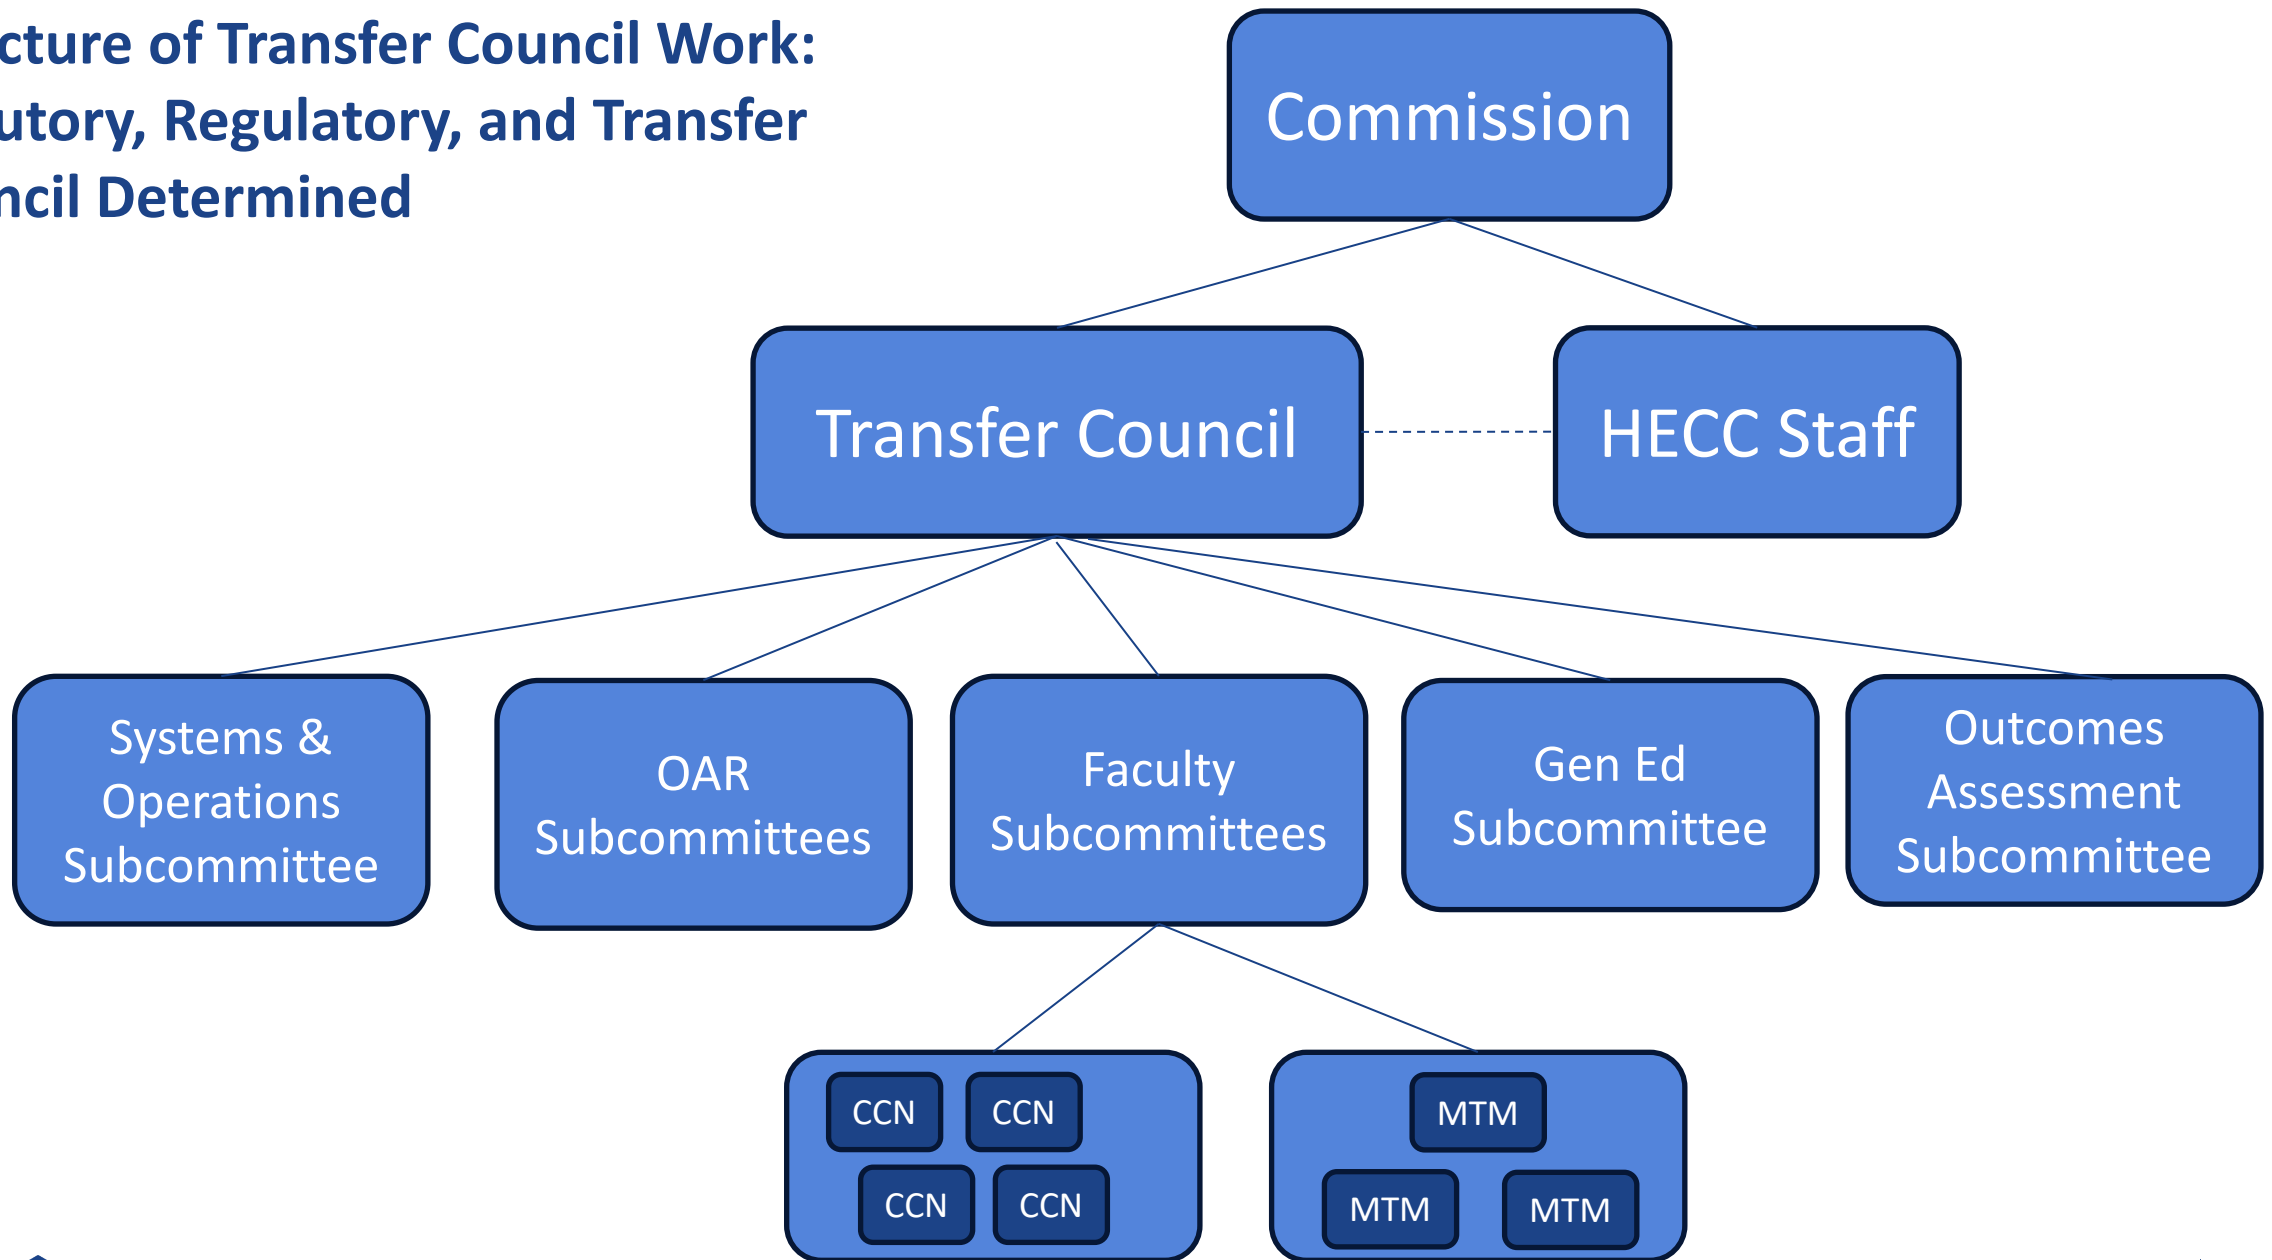 cture of Transfer Council Work:
utory, Regulatory, and Transfer
ncil Determined
Commission
Transfer Council
HECC Staff
Systems &
Operations
Subcommittee
OAR
Subcommittees
Faculty
Subcommittees
Gen Ed
Subcommittee
Outcomes
Assessment
Subcommittee
CCN
CCN
CCN
CCN
MTM
MTM
MTM